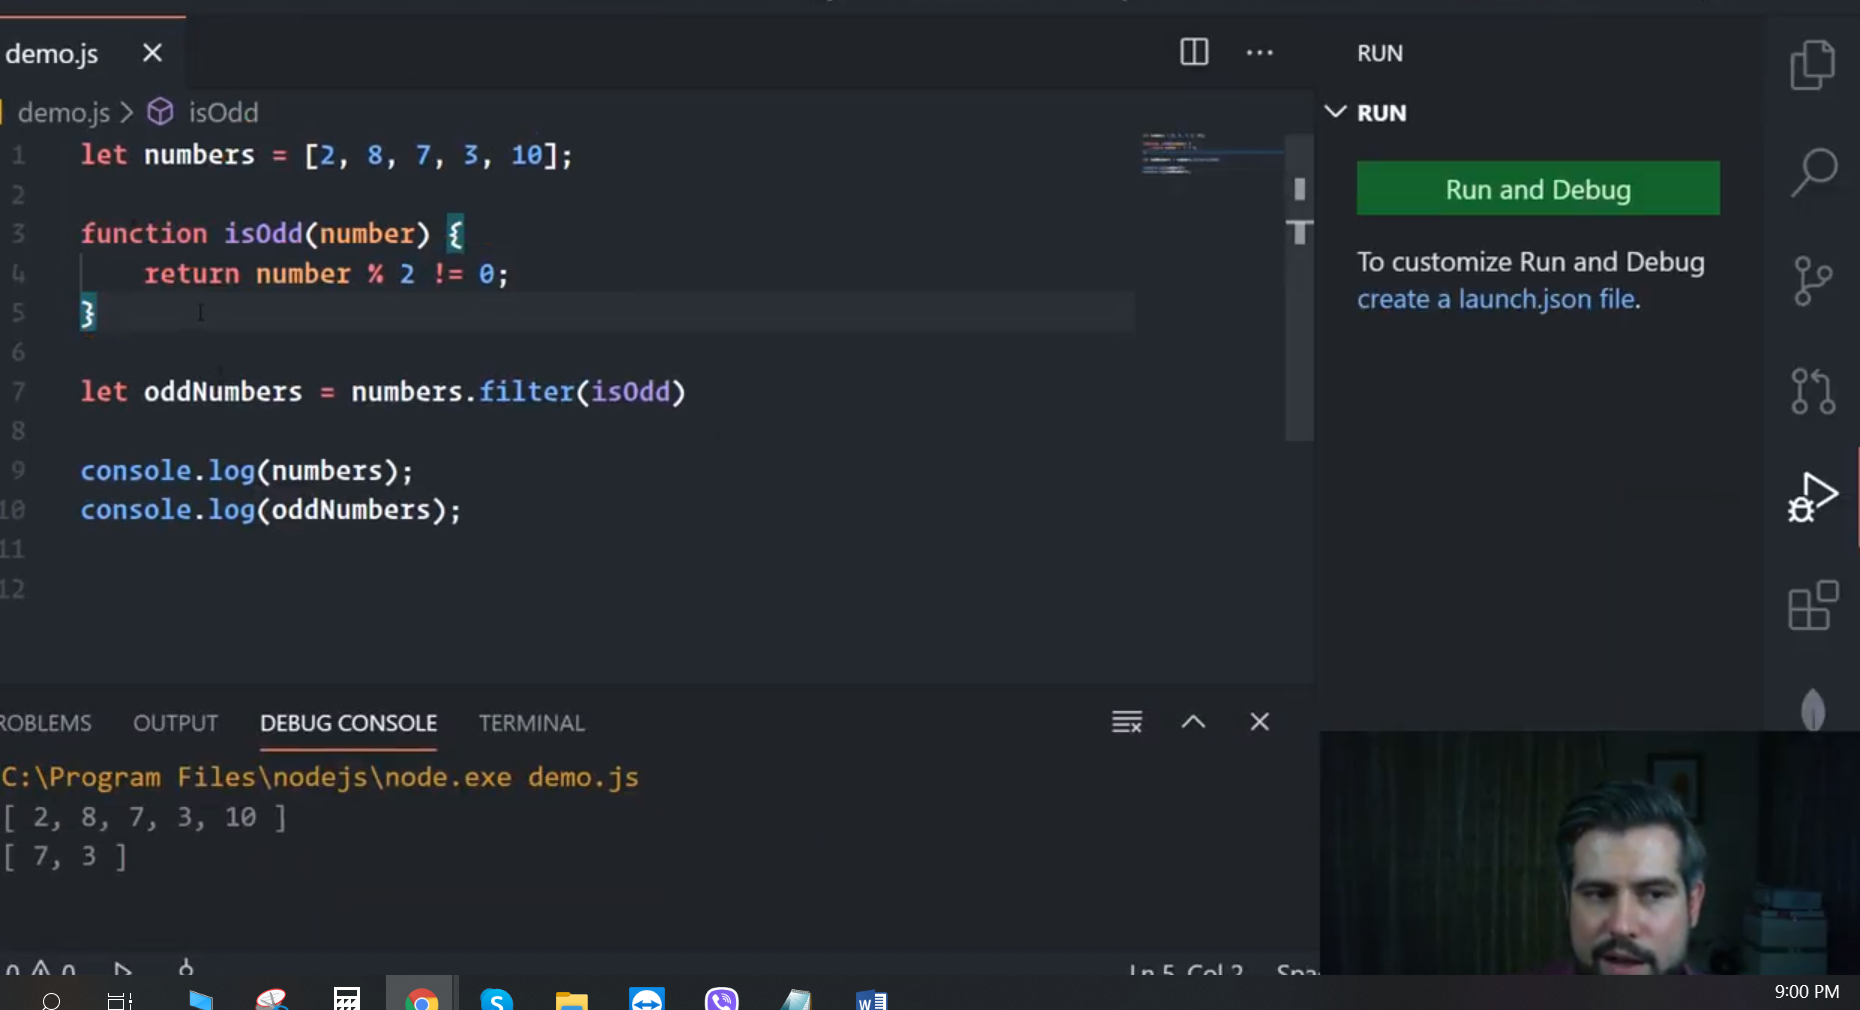 demo.js
RUN
demo.js > isOdd
RUN
1 let numbers = [2, 8, 7, 3, 10];
2
3 function isOdd(number) {
4 return number % 2 != 0;
5 }
6
7 let oddNumbers = numbers.filter(isOdd)
8
9 console.log(numbers);
10 console.log(oddNumbers);
11
12
Run and Debug
To customize Run and Debug
create a launch.json file.
ROBLEMS OUTPUT DEBUG CONSOLE TERMINAL
C:\Program Files\nodejs\node.exe demo.js
[ 2, 8, 7, 3, 10 ]
[ 7, 3 ]
0 0
Ln 5, Col 2 Spa
9:00 PM